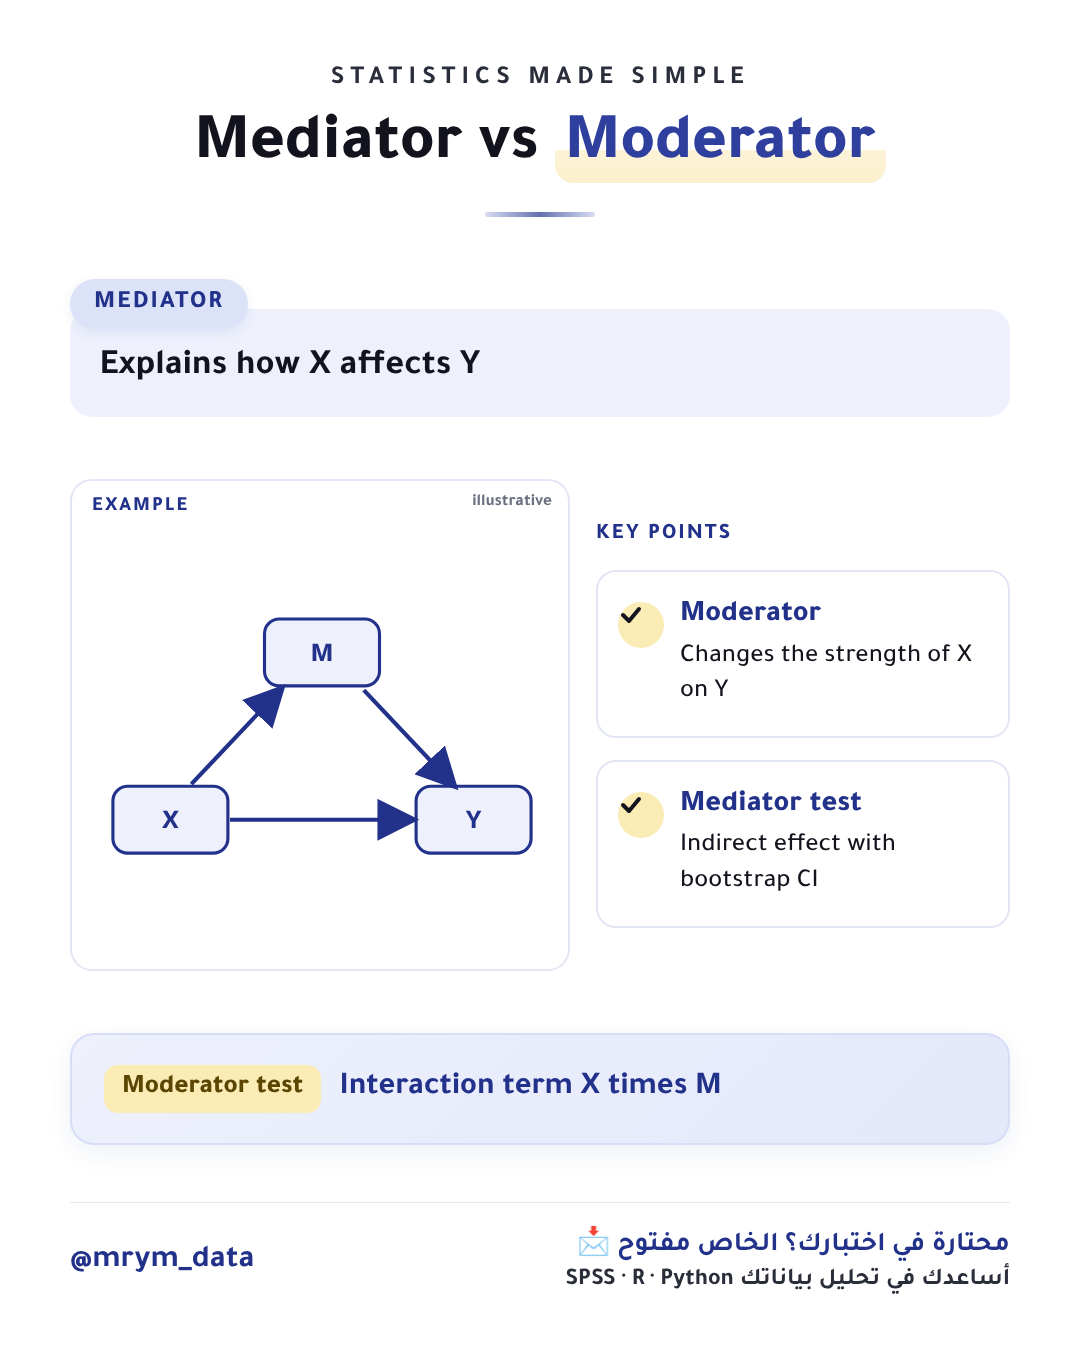 STATISTICS MADE SIMPLE
Mediator vs Moderator
MEDIATOR
Explains how X affects Y
EXAMPLE
illustrative
M
X
Y
KEY POINTS
Moderator
Changes the strength of X
on Y
Mediator test
Indirect effect with
bootstrap CI
Moderator test
Interaction term X times M
@mrym_data
محتارة في اختبارك؟ الخاص مفتوح 📩
أساعدك في تحليل بياناتك SPSS · R · Python